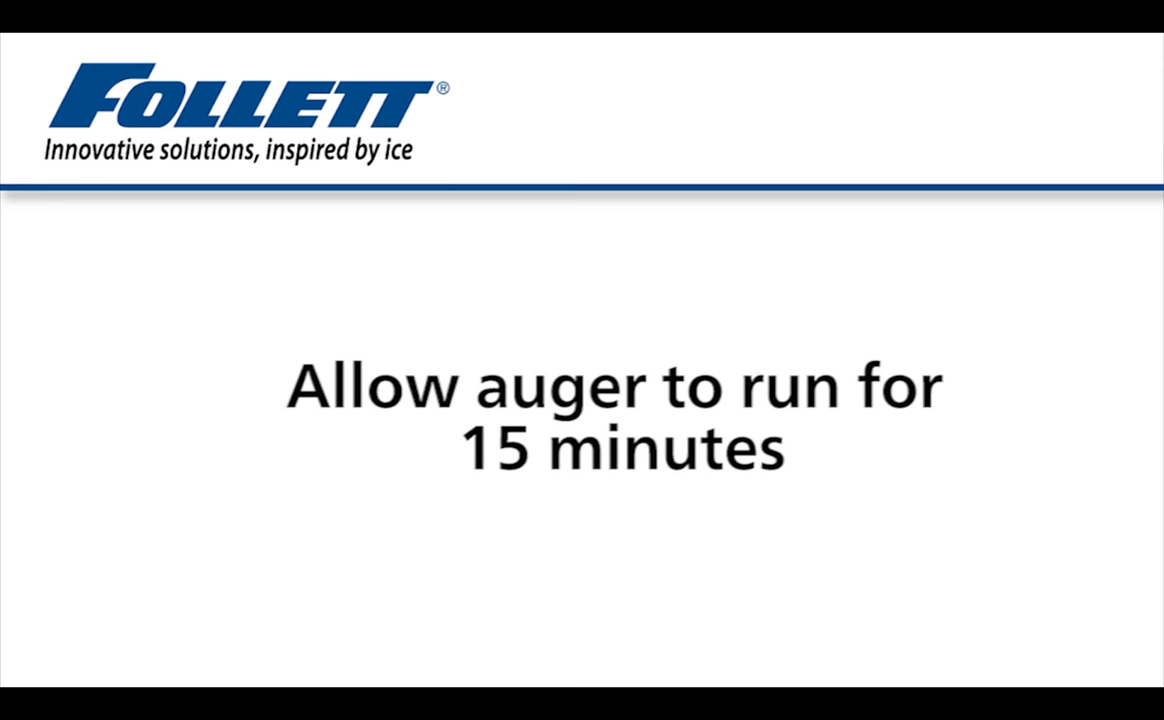 FOLLETT®
Innovative solutions, inspired by ice
Allow auger to run for
15 minutes